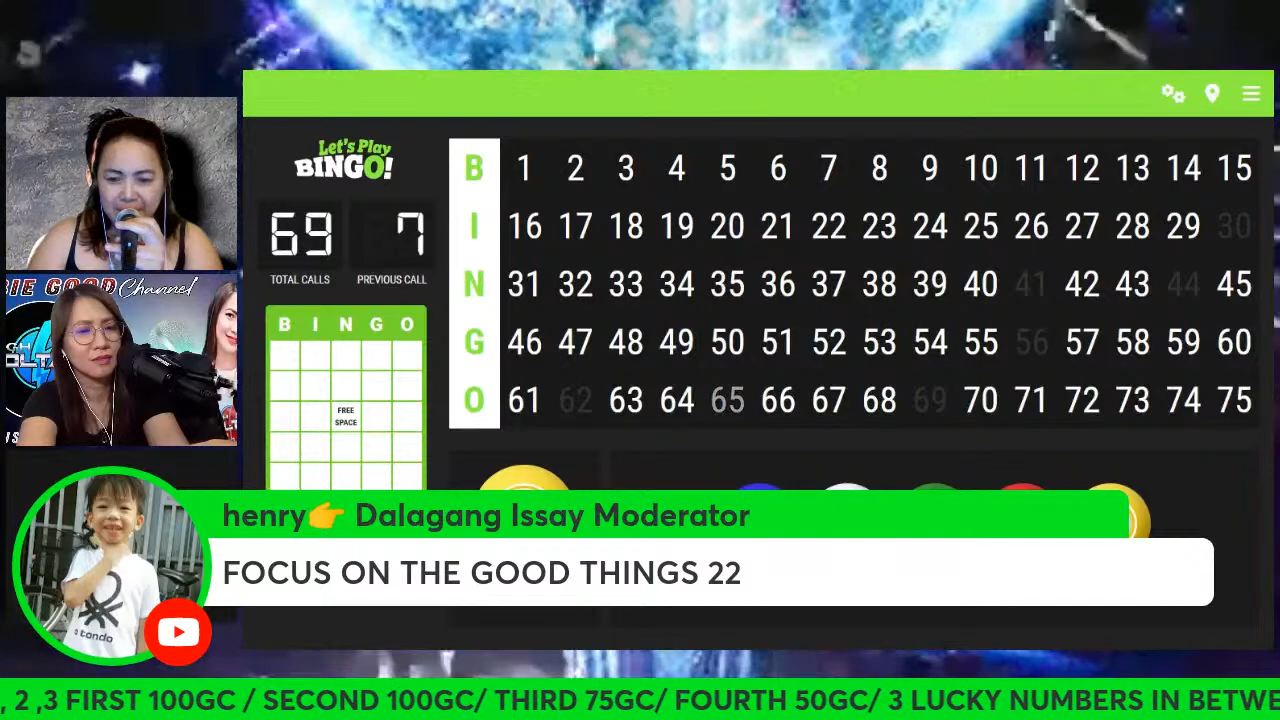 Let's Play
BINGO!
69 7
TOTAL CALLS PREVIOUS CALL
B I N G O
FREE
SPACE
B 1 2 3 4 5 6 7 8 9 10 11 12 13 14 15
I 16 17 18 19 20 21 22 23 24 25 26 27 28 29 30
N 31 32 33 34 35 36 37 38 39 40 41 42 43 44 45
G 46 47 48 49 50 51 52 53 54 55 56 57 58 59 60
O 61 62 63 64 65 66 67 68 69 70 71 72 73 74 75
GOOD Channel
henry👉 Dalagang Issay Moderator
FOCUS ON THE GOOD THINGS 22
, 2 ,3 FIRST 100GC / SECOND 100GC/ THIRD 75GC/ FOURTH 50GC/ 3 LUCKY NUMBERS IN BETWE